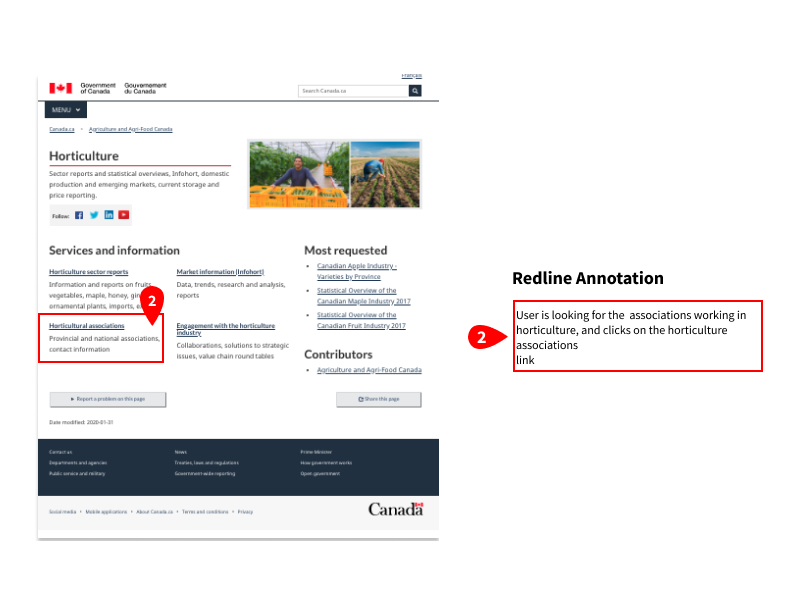 Français
Government of Canada
Gouvernement du Canada
Search Canada.ca
MENU
Canada.ca › Agriculture and Agri-Food Canada
Horticulture
Sector reports and statistical overviews, Infohort, domestic
production and emerging markets, current storage and
price reporting.
Follow:
Services and information
Horticulture sector reports
Information and reports on fruits,
vegetables, maple, honey,
ornamental plants, imports,
2
Market information (Infohort)
Data, trends, research and analysis,
reports
Horticultural associations
Provincial and national associations,
contact information
Engagement with the horticulture
industry
Collaborations, solutions to strategic
issues, value chain round tables
Most requested
• Canadian Apple Industry -
Varieties by Province
• Statistical Overview of the
Canadian Maple Industry 2017
• Statistical Overview of the
Canadian Fruit Industry 2017
Contributors
• Agriculture and Agri-Food Canada
Report a problem on this page
Share this page
Date modified: 2020-01-31
Contact us
Departments and agencies
Public service and military
News
Treaties, laws and regulations
Government-wide reporting
Prime Minister
How government works
Open government
Social media • Mobile applications • About Canada.ca • Terms and conditions • Privacy
Canada
Redline Annotation
2
User is looking for the associations working in
horticulture, and clicks on the horticulture
associations
link